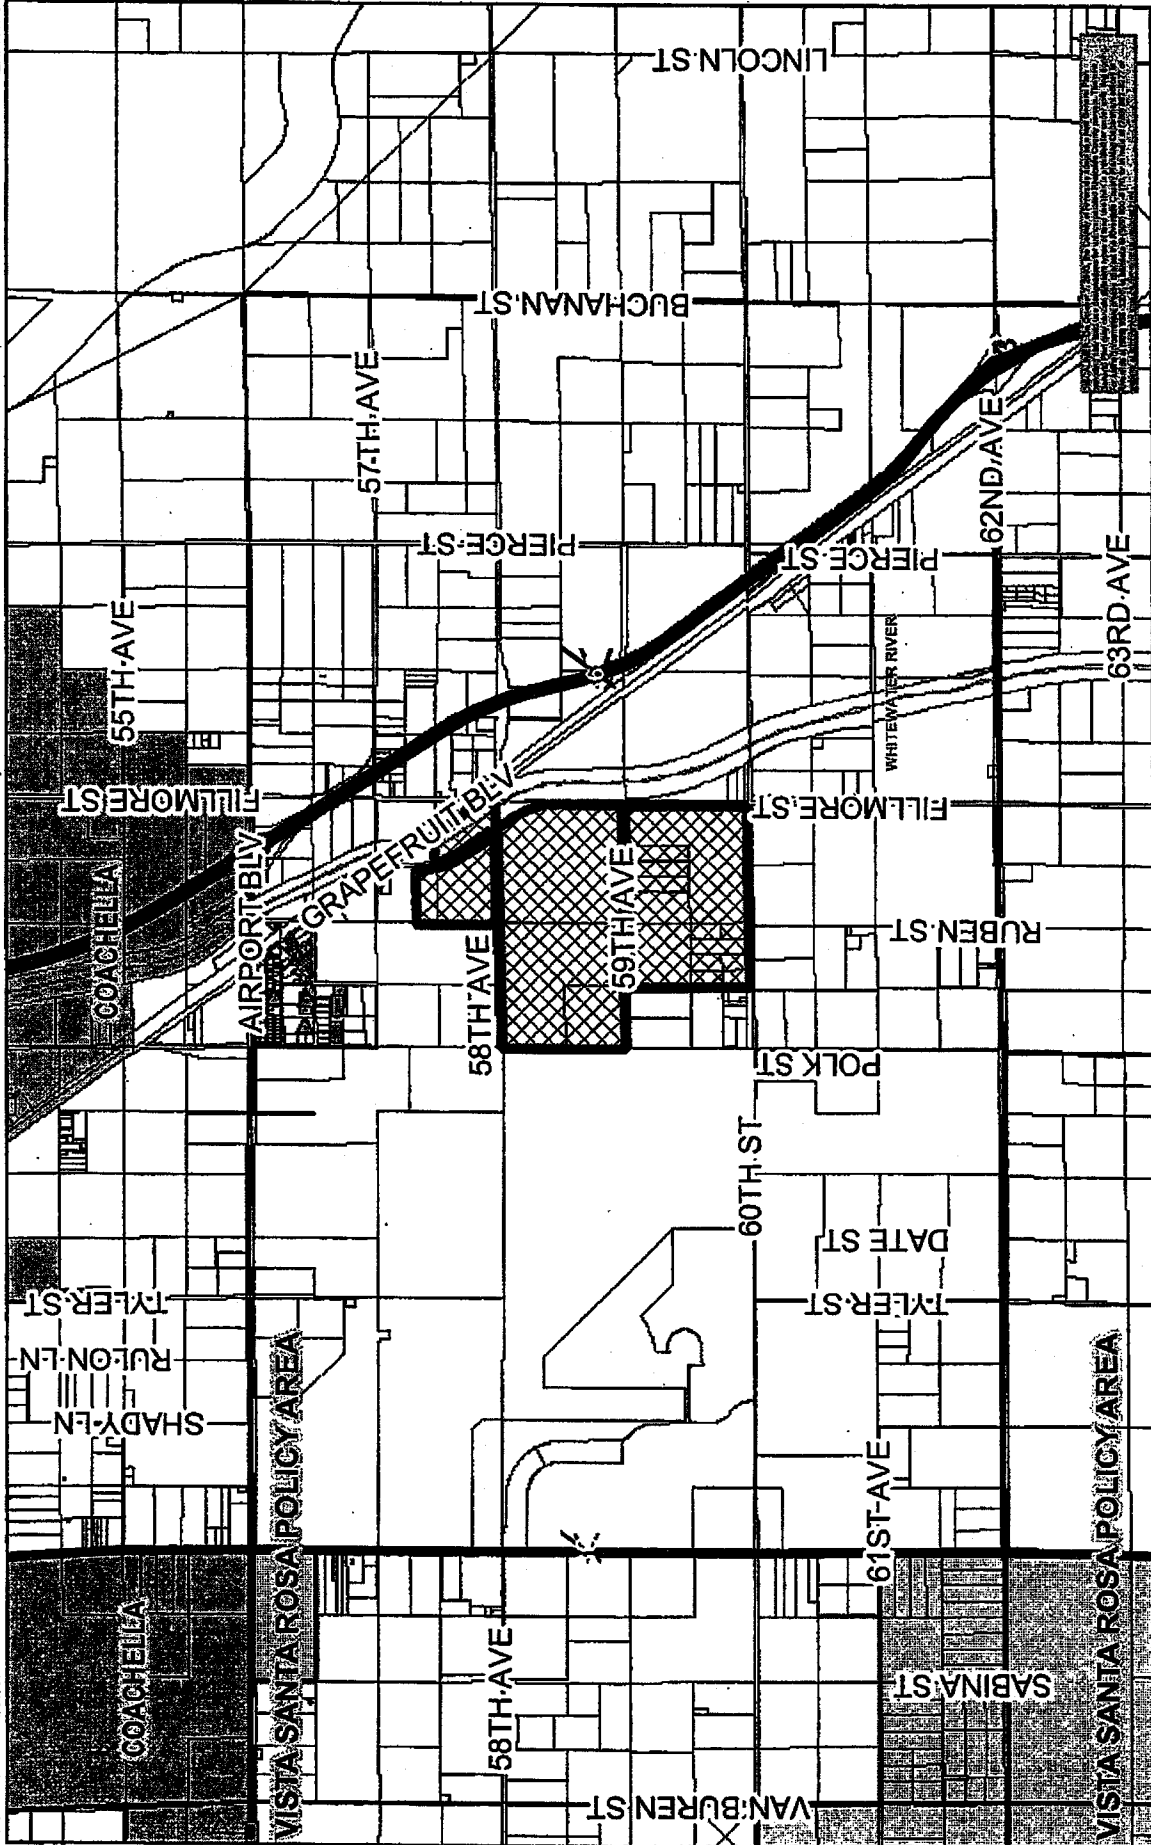 LINCOLN ST
BUCHANAN ST
57TH AVE
62ND AVE
PIERCE ST
PIERCE ST
55TH AVE
63RD AVE
WHITEWATER RIVER
FILLMORE ST
FILLMORE ST
GRAPEFRUIT BLV
AIRPORT BLV
COACHELLA
59TH AVE
58TH AVE
RUBEN ST
POLK ST
60TH ST
DATE ST
TYLER ST
TYLER ST
TYLER ST
RULON LN
SHADY LN
VISTA SANTA ROSA POLICY AREA
VISTA SANTA ROSA POLICY AREA
61ST AVE
COACHELLA
58TH AVE
SABINA ST
VAN BUREN ST